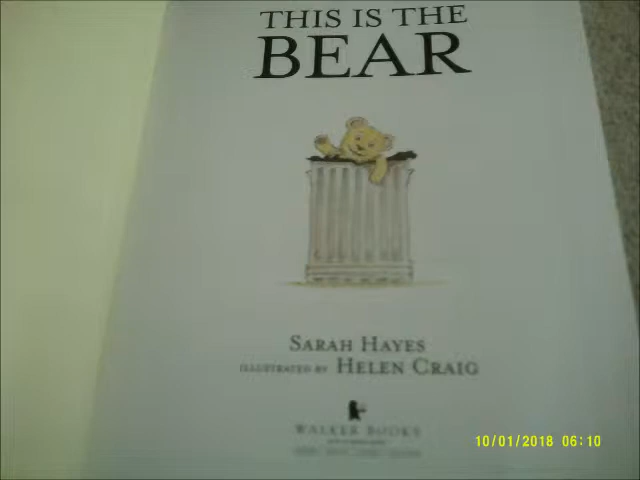 THIS IS THE
BEAR
SARAH HAYES
ILLUSTRATED BY HELEN CRAIG
WALKER BOOKS
10/01/2018 06:10